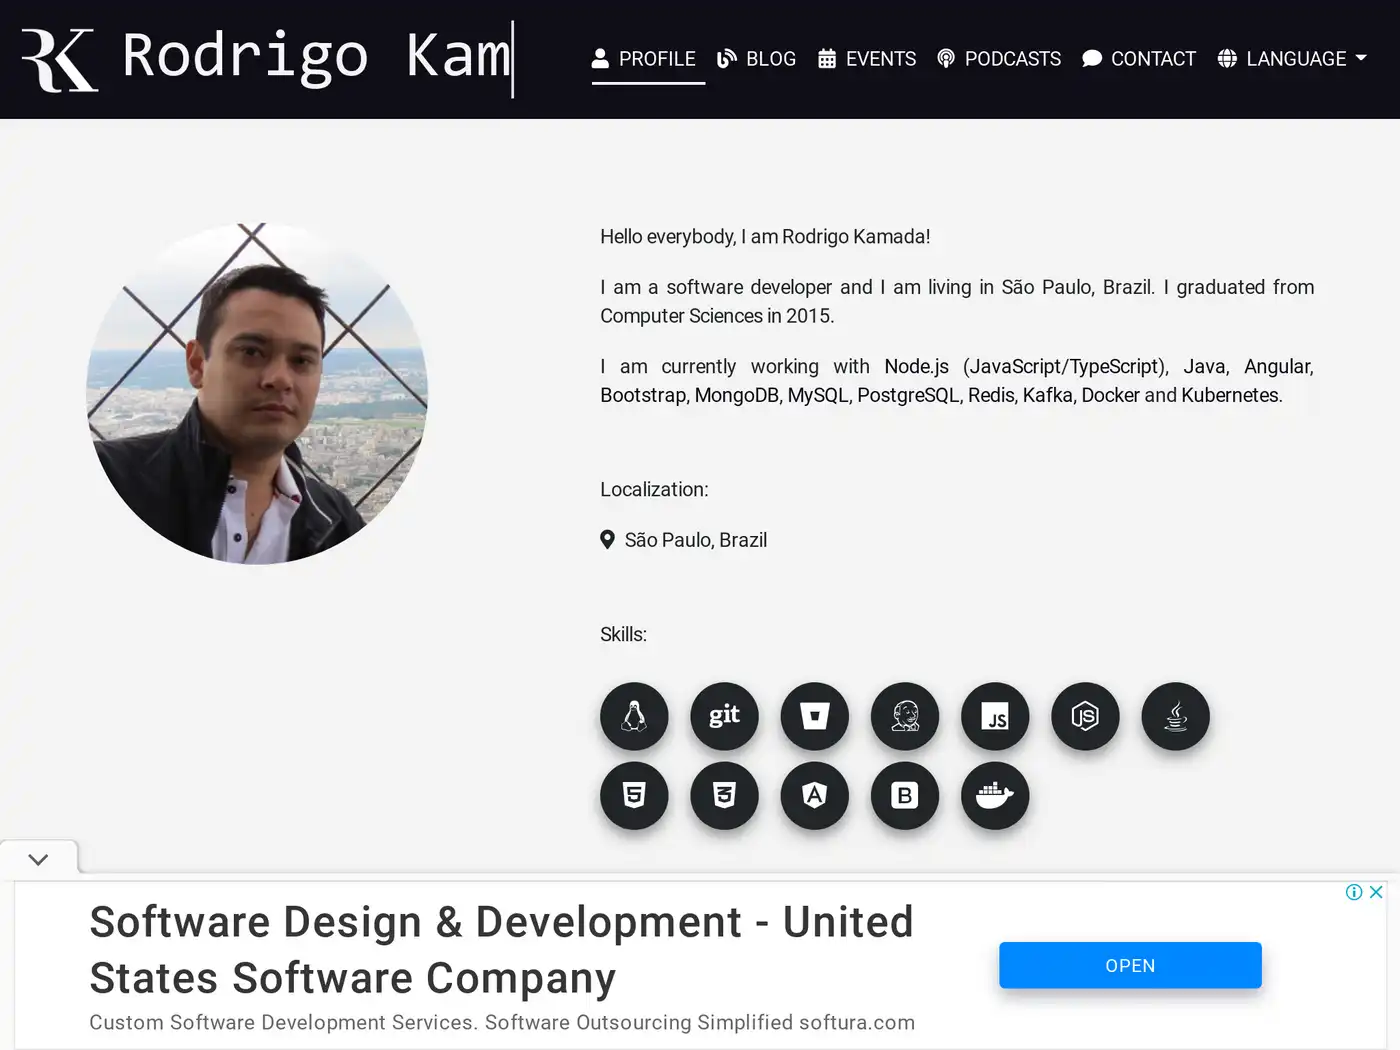 RK Rodrigo Kam
PROFILE BLOG EVENTS PODCASTS CONTACT LANGUAGE
Hello everybody, I am Rodrigo Kamada!
I am a software developer and I am living in São Paulo, Brazil. I graduated from
Computer Sciences in 2015.
I am currently working with Node.js (JavaScript/TypeScript), Java, Angular,
Bootstrap, MongoDB, MySQL, PostgreSQL, Redis, Kafka, Docker and Kubernetes.
Localization:
São Paulo, Brazil
Skills:
git JS JS
5 3 A B
Software Design & Development - United
States Software Company
Custom Software Development Services. Software Outsourcing Simplified softura.com
OPEN